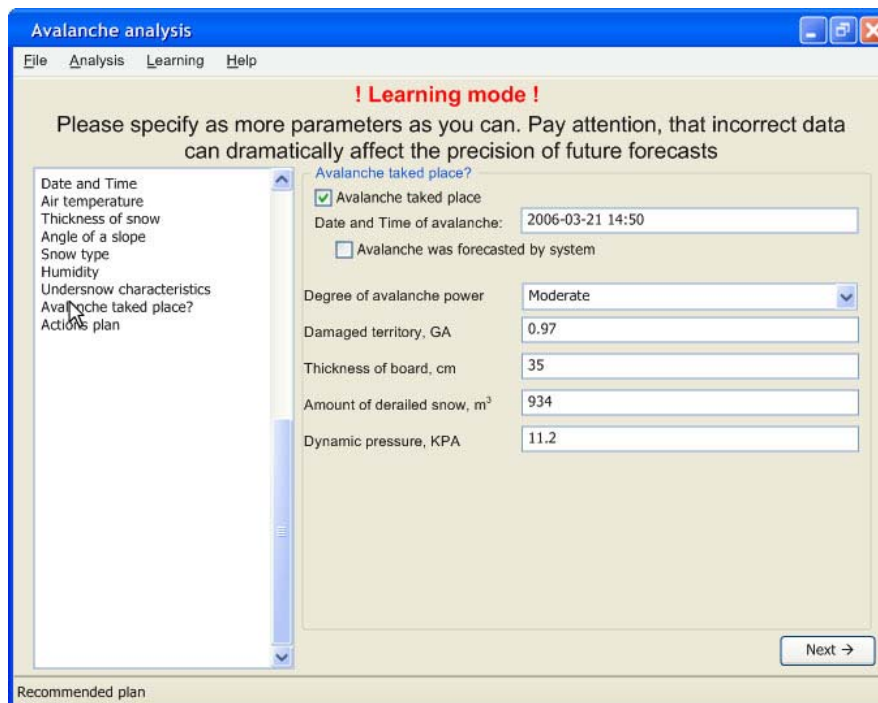 Avalanche analysis
File Analysis Learning Help
! Learning mode !
Please specify as more parameters as you can. Pay attention, that incorrect data
can dramatically affect the precision of future forecasts
Date and Time
Air temperature
Thickness of snow
Angle of a slope
Snow type
Humidity
Undersnow characteristics
Avalanche taked place?
Actions plan
Avalanche taked place?
Avalanche taked place
Date and Time of avalanche: 2006-03-21 14:50
Avalanche was forecasted by system
Degree of avalanche power Moderate
Damaged territory, GA 0.97
Thickness of board, cm 35
Amount of derailed snow, m³ 934
Dynamic pressure, KPA 11.2
Next →
Recommended plan